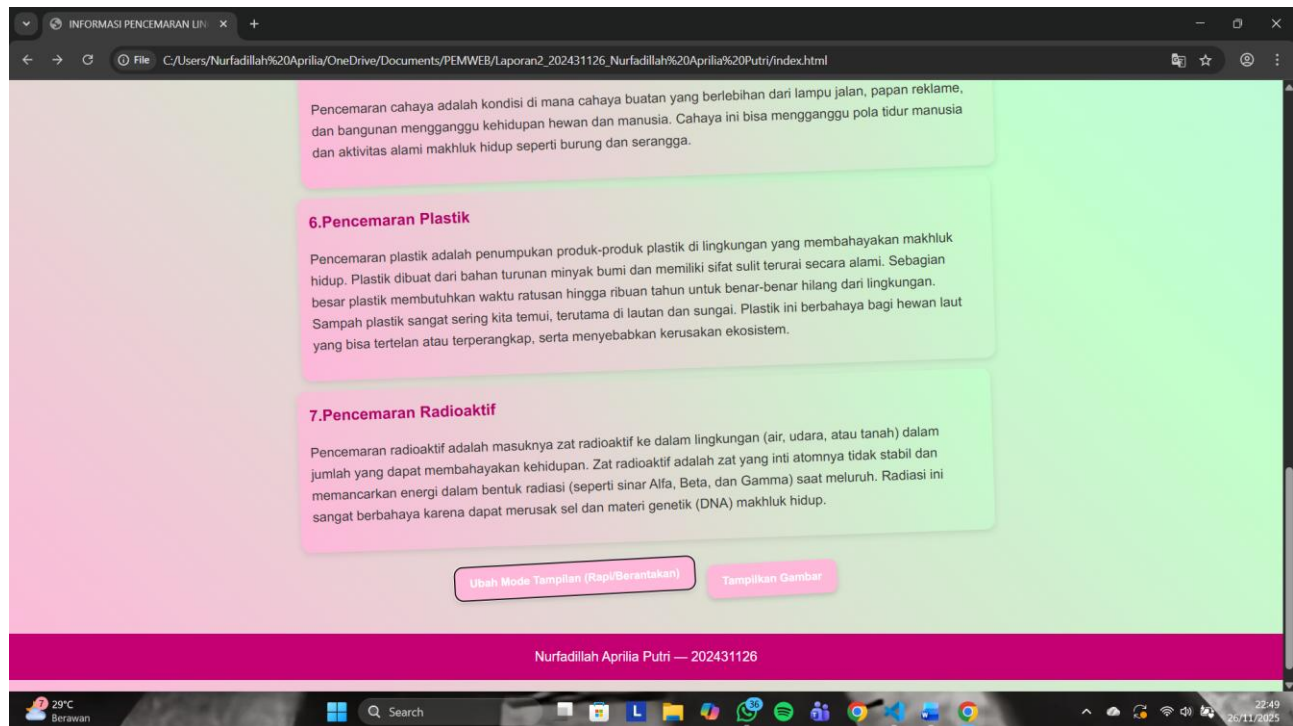 INFORMASI PENCEMARAN LIN
File C:/Users/Nurfadillah%20Aprilia/OneDrive/Documents/PEMWEB/Laporan2_202431126_Nurfadillah%20Aprilia%20Putri/index.html
Pencemaran cahaya adalah kondisi di mana cahaya buatan yang berlebihan dari lampu jalan, papan reklame,
dan bangunan mengganggu kehidupan hewan dan manusia. Cahaya ini bisa mengganggu pola tidur manusia
dan aktivitas alami makhluk hidup seperti burung dan serangga.
6.Pencemaran Plastik
Pencemaran plastik adalah penumpukan produk-produk plastik di lingkungan yang membahayakan makhluk
hidup. Plastik dibuat dari bahan turunan minyak bumi dan memiliki sifat sulit terurai secara alami. Sebagian
besar plastik membutuhkan waktu ratusan hingga ribuan tahun untuk benar-benar hilang dari lingkungan.
Sampah plastik sangat sering kita temui, terutama di lautan dan sungai. Plastik ini berbahaya bagi hewan laut
yang bisa tertelan atau terperangkap, serta menyebabkan kerusakan ekosistem.
7.Pencemaran Radioaktif
Pencemaran radioaktif adalah masuknya zat radioaktif ke dalam lingkungan (air, udara, atau tanah) dalam
jumlah yang dapat membahayakan kehidupan. Zat radioaktif adalah zat yang inti atomnya tidak stabil dan
memancarkan energi dalam bentuk radiasi (seperti sinar Alfa, Beta, dan Gamma) saat meluruh. Radiasi ini
sangat berbahaya karena dapat merusak sel dan materi genetik (DNA) makhluk hidup.
Ubah Mode Tampilan (Rapi/Berantakan)
Tampilkan Gambar
Nurfadillah Aprilia Putri — 202431126
7
29°C
Berawan
Search
L
36
22:49
26/11/2025